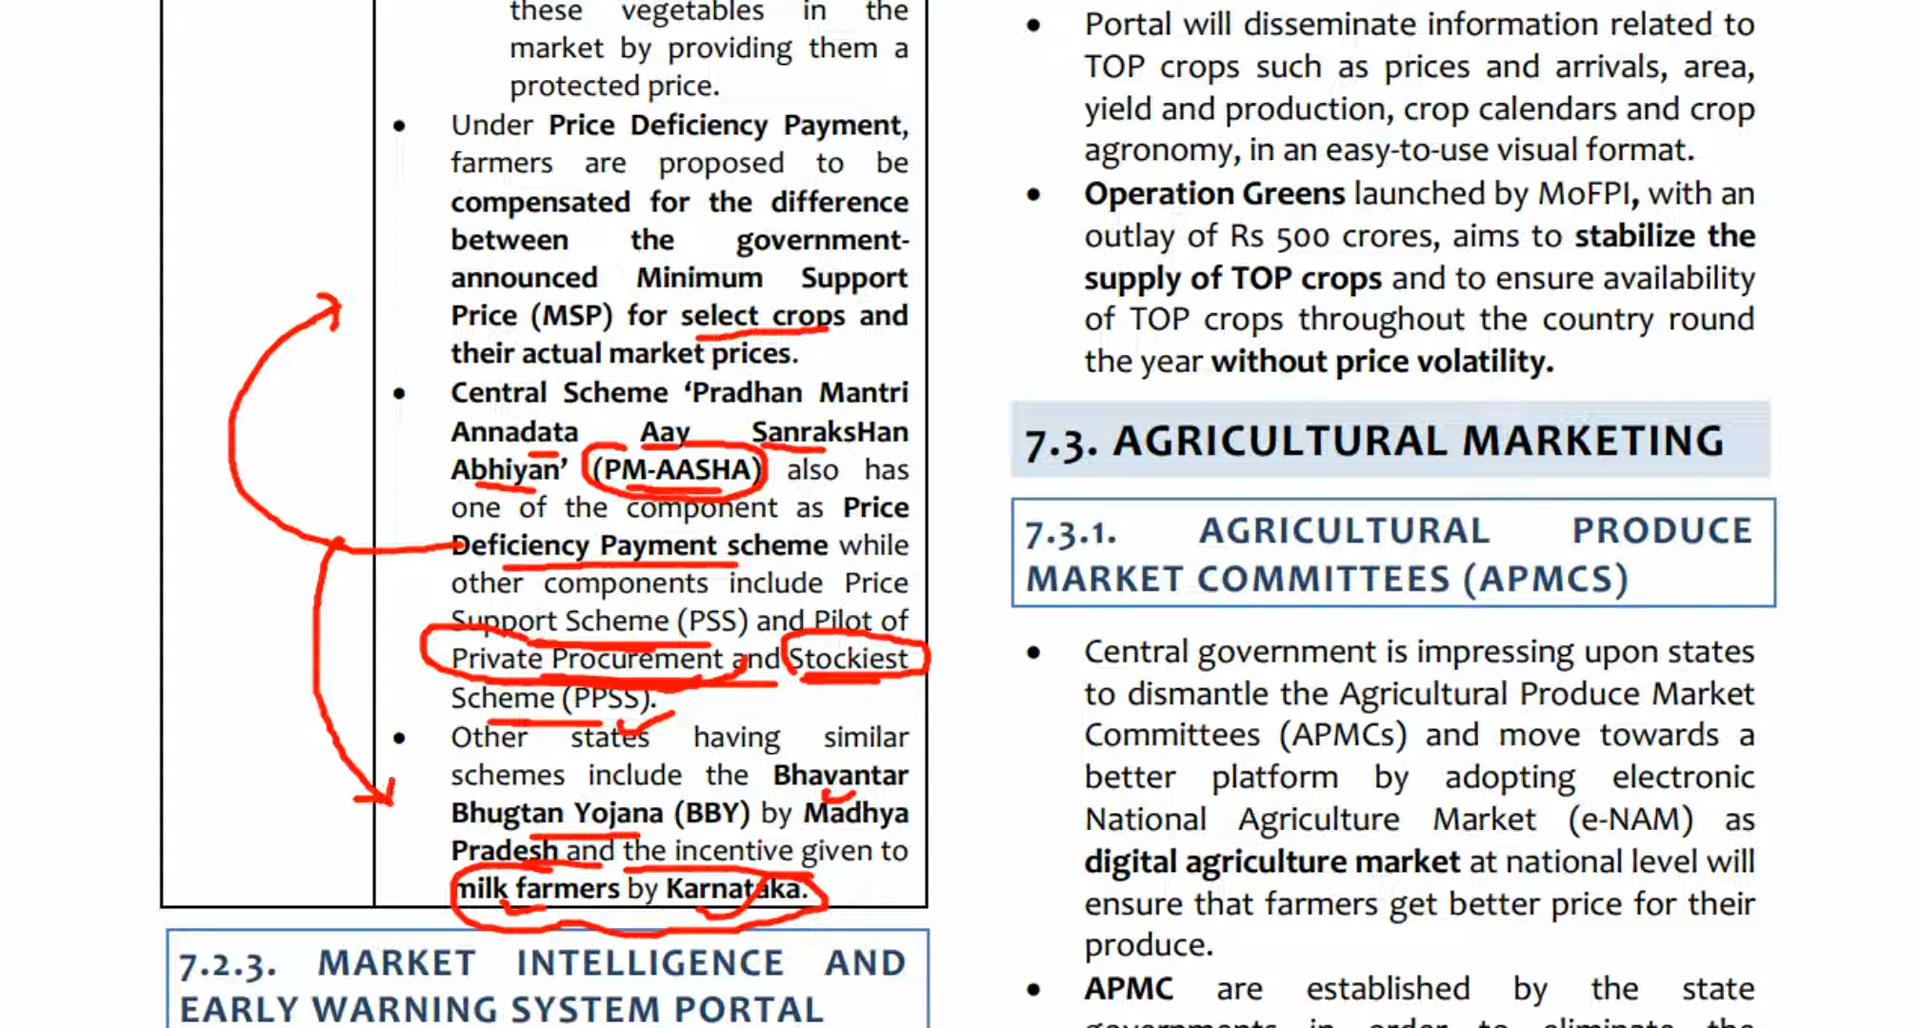 these vegetables in the
market by providing them a
protected price.
• Under Price Deficiency Payment,
farmers are proposed to be
compensated for the difference
between the government-
announced Minimum Support
Price (MSP) for select crops and
their actual market prices.
• Central Scheme ‘Pradhan Mantri
Annadata Aay SanraksHan
Abhiyan’ (PM-AASHA) also has
one of the component as Price
Deficiency Payment scheme while
other components include Price
Support Scheme (PSS) and Pilot of
Private Procurement and Stockiest
Scheme (PPSS).
• Other states having similar
schemes include the Bhavantar
Bhugtan Yojana (BBY) by Madhya
Pradesh and the incentive given to
milk farmers by Karnataka.
7.2.3. MARKET INTELLIGENCE AND
EARLY WARNING SYSTEM PORTAL
• Portal will disseminate information related to
TOP crops such as prices and arrivals, area,
yield and production, crop calendars and crop
agronomy, in an easy-to-use visual format.
• Operation Greens launched by MoFPI, with an
outlay of Rs 500 crores, aims to stabilize the
supply of TOP crops and to ensure availability
of TOP crops throughout the country round
the year without price volatility.
7.3. AGRICULTURAL MARKETING
7.3.1. AGRICULTURAL PRODUCE
MARKET COMMITTEES (APMCS)
• Central government is impressing upon states
to dismantle the Agricultural Produce Market
Committees (APMCs) and move towards a
better platform by adopting electronic
National Agriculture Market (e-NAM) as
digital agriculture market at national level will
ensure that farmers get better price for their
produce.
• APMC are established by the state
governments in order to eliminate the